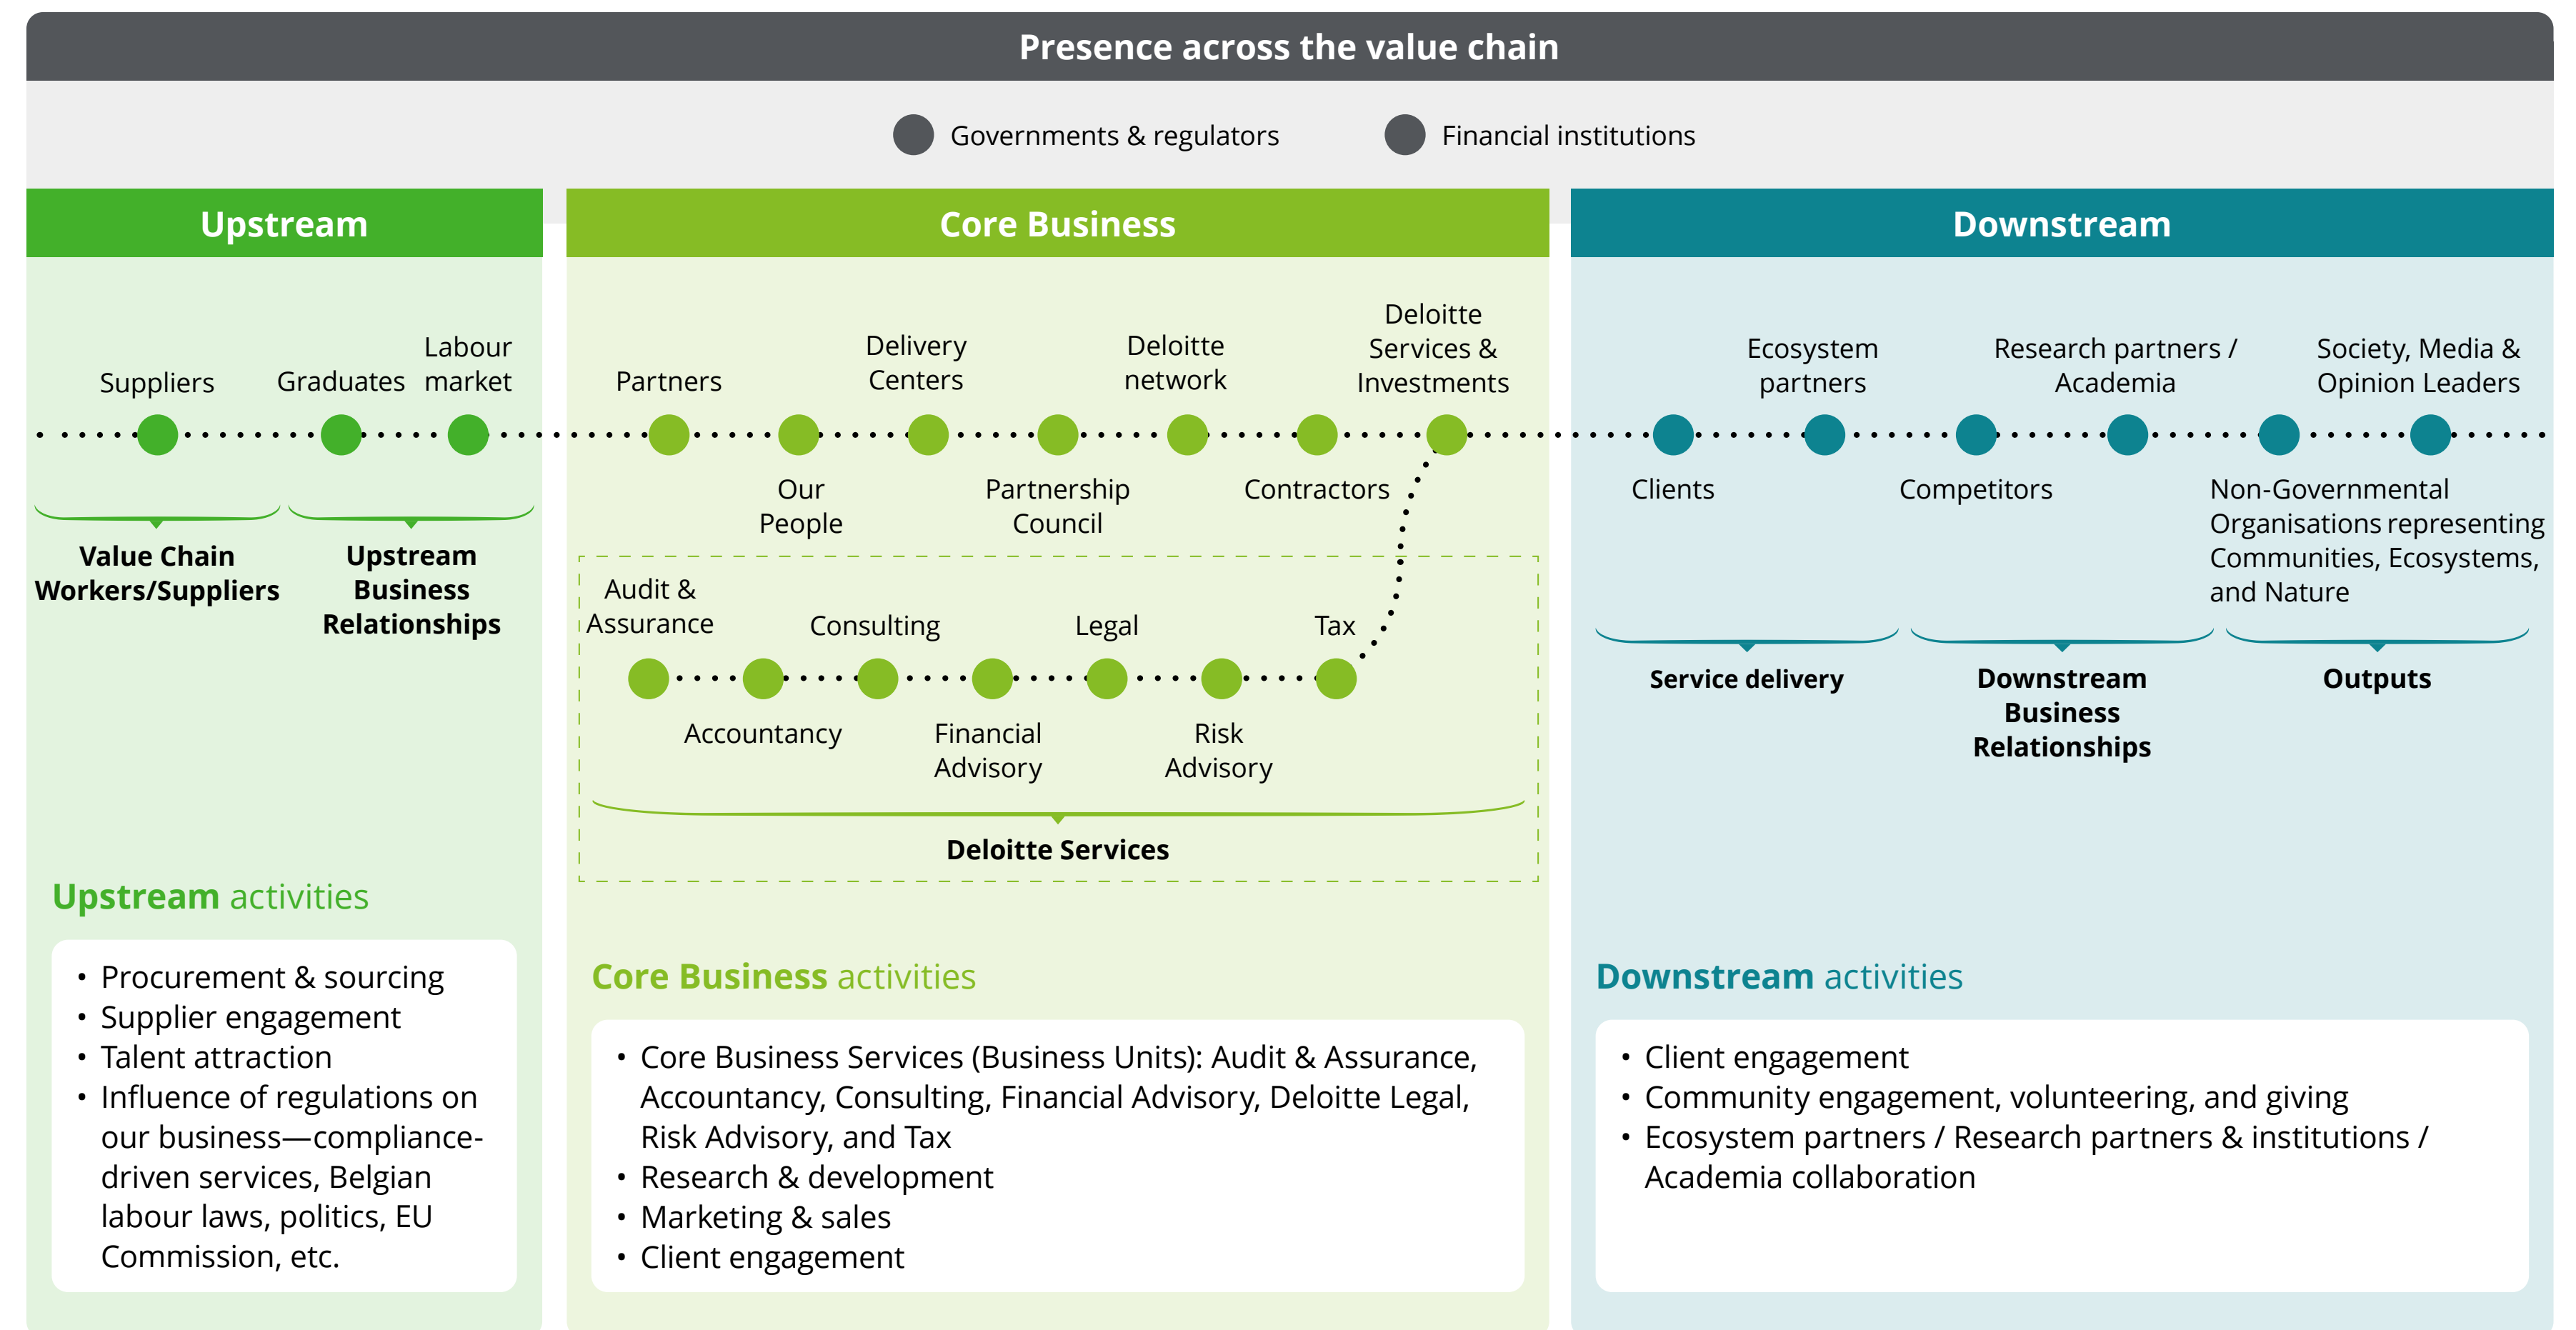 Presence across the value chain
Governments & regulators
Financial institutions
Upstream
Suppliers
Graduates
Labour
market
Value Chain
Workers/Suppliers
Upstream
Business
Relationships
Upstream activities
• Procurement & sourcing
• Supplier engagement
• Talent attraction
• Influence of regulations on
our business—compliance-
driven services, Belgian
labour laws, politics, EU
Commission, etc.
Core Business
Partners
Our
People
Delivery
Centers
Partnership
Council
Deloitte
network
Contractors
Deloitte
Services &
Investments
Audit &
Assurance
Accountancy
Consulting
Financial
Advisory
Legal
Risk
Advisory
Tax
Deloitte Services
Core Business activities
• Core Business Services (Business Units): Audit & Assurance,
Accountancy, Consulting, Financial Advisory, Deloitte Legal,
Risk Advisory, and Tax
• Research & development
• Marketing & sales
• Client engagement
Downstream
Clients
Ecosystem
partners
Competitors
Research partners /
Academia
Non-Governmental
Organisations representing
Communities, Ecosystems,
and Nature
Society, Media &
Opinion Leaders
Service delivery
Downstream
Business
Relationships
Outputs
Downstream activities
• Client engagement
• Community engagement, volunteering, and giving
• Ecosystem partners / Research partners & institutions /
Academia collaboration